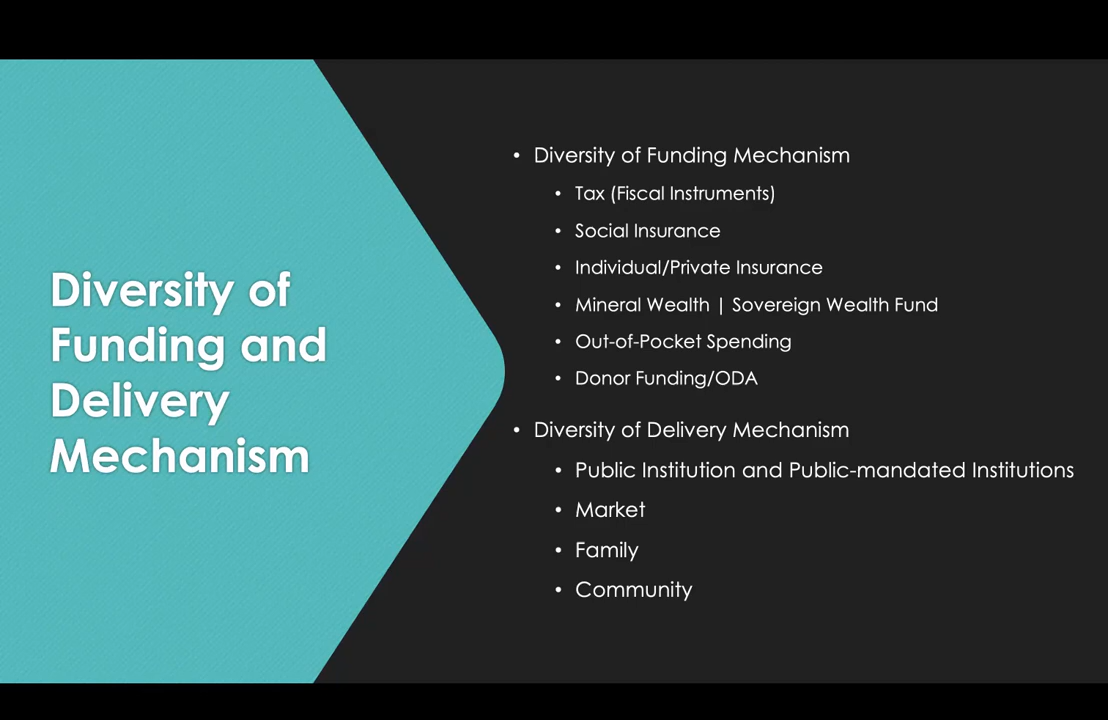 Diversity of
Funding and
Delivery
Mechanism
• Diversity of Funding Mechanism
• Tax (Fiscal Instruments)
• Social Insurance
• Individual/Private Insurance
• Mineral Wealth | Sovereign Wealth Fund
• Out-of-Pocket Spending
• Donor Funding/ODA
• Diversity of Delivery Mechanism
• Public Institution and Public-mandated Institutions
• Market
• Family
• Community